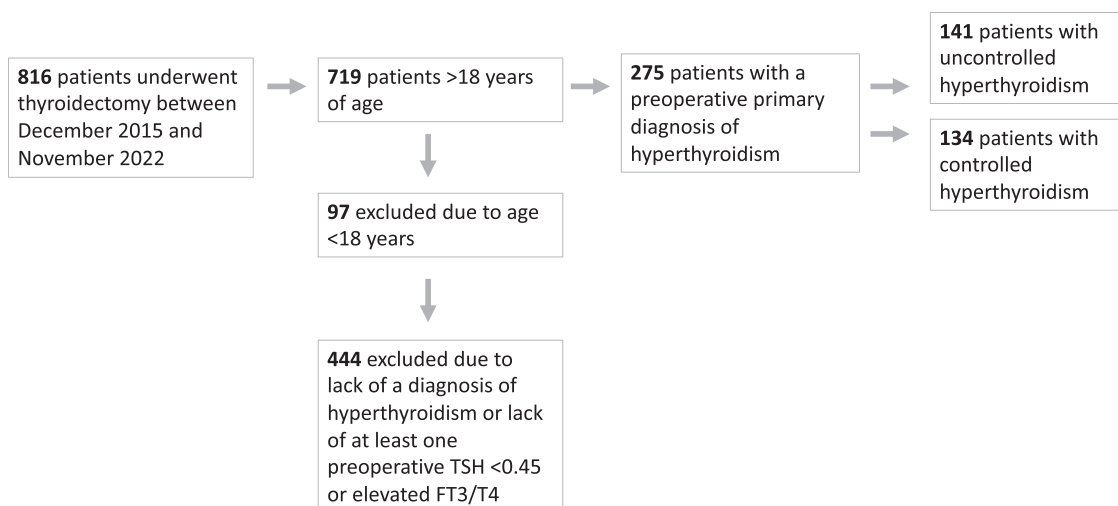 816 patients underwent
thyroidectomy between
December 2015 and
November 2022
719 patients >18 years
of age
275 patients with a
preoperative primary
diagnosis of
hyperthyroidism
141 patients with
uncontrolled
hyperthyroidism
134 patients with
controlled
hyperthyroidism
97 excluded due to age
<18 years
444 excluded due to
lack of a diagnosis of
hyperthyroidism or lack
of at least one
preoperative TSH <0.45
or elevated FT3/T4